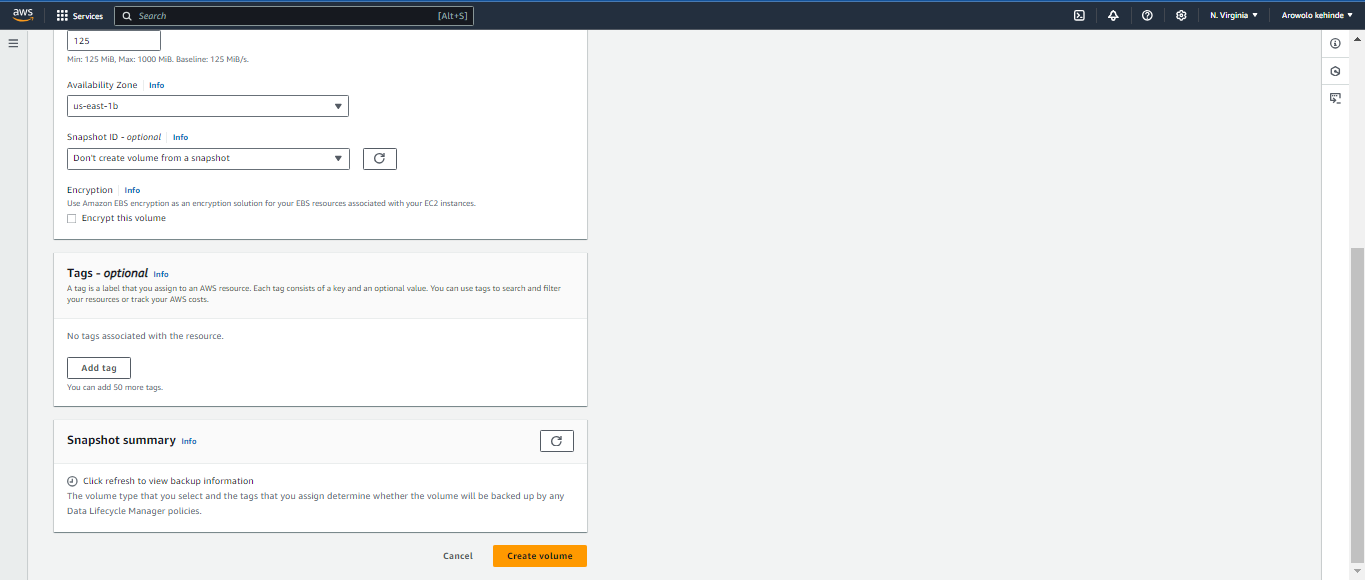 aws Services Search [Alt+S] N. Virginia Arowolo kehinde
125
Min: 125 MiB, Max: 1000 MiB. Baseline: 125 MiB/s.
Availability Zone Info
us-east-1b
Snapshot ID - optional Info
Don't create volume from a snapshot
Encryption Info
Use Amazon EBS encryption as an encryption solution for your EBS resources associated with your EC2 instances.
Encrypt this volume
Tags - optional Info
A tag is a label that you assign to an AWS resource. Each tag consists of a key and an optional value. You can use tags to search and filter
your resources or track your AWS costs.
No tags associated with the resource.
Add tag
You can add 50 more tags.
Snapshot summary Info
Click refresh to view backup information
The volume type that you select and the tags that you assign determine whether the volume will be backed up by any
Data Lifecycle Manager policies.
Cancel Create volume